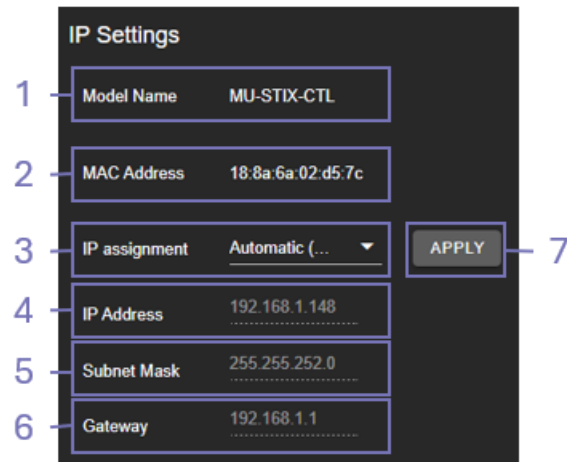 IP Settings
1 Model Name MU-STIX-CTL
2 MAC Address 18:8a:6a:02:d5:7c
3 IP assignment Automatic (... APPLY 7
4 IP Address 192.168.1.148
5 Subnet Mask 255.255.252.0
6 Gateway 192.168.1.1